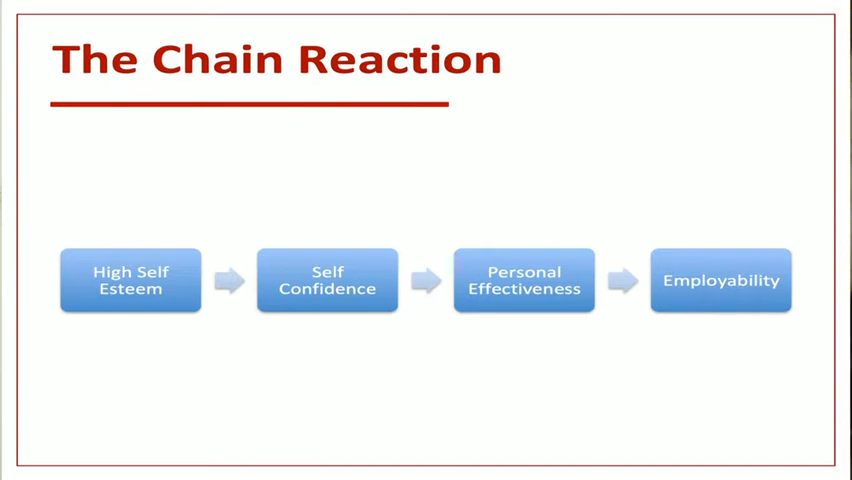 The Chain Reaction
High Self
Esteem
Self
Confidence
Personal
Effectiveness
Employability